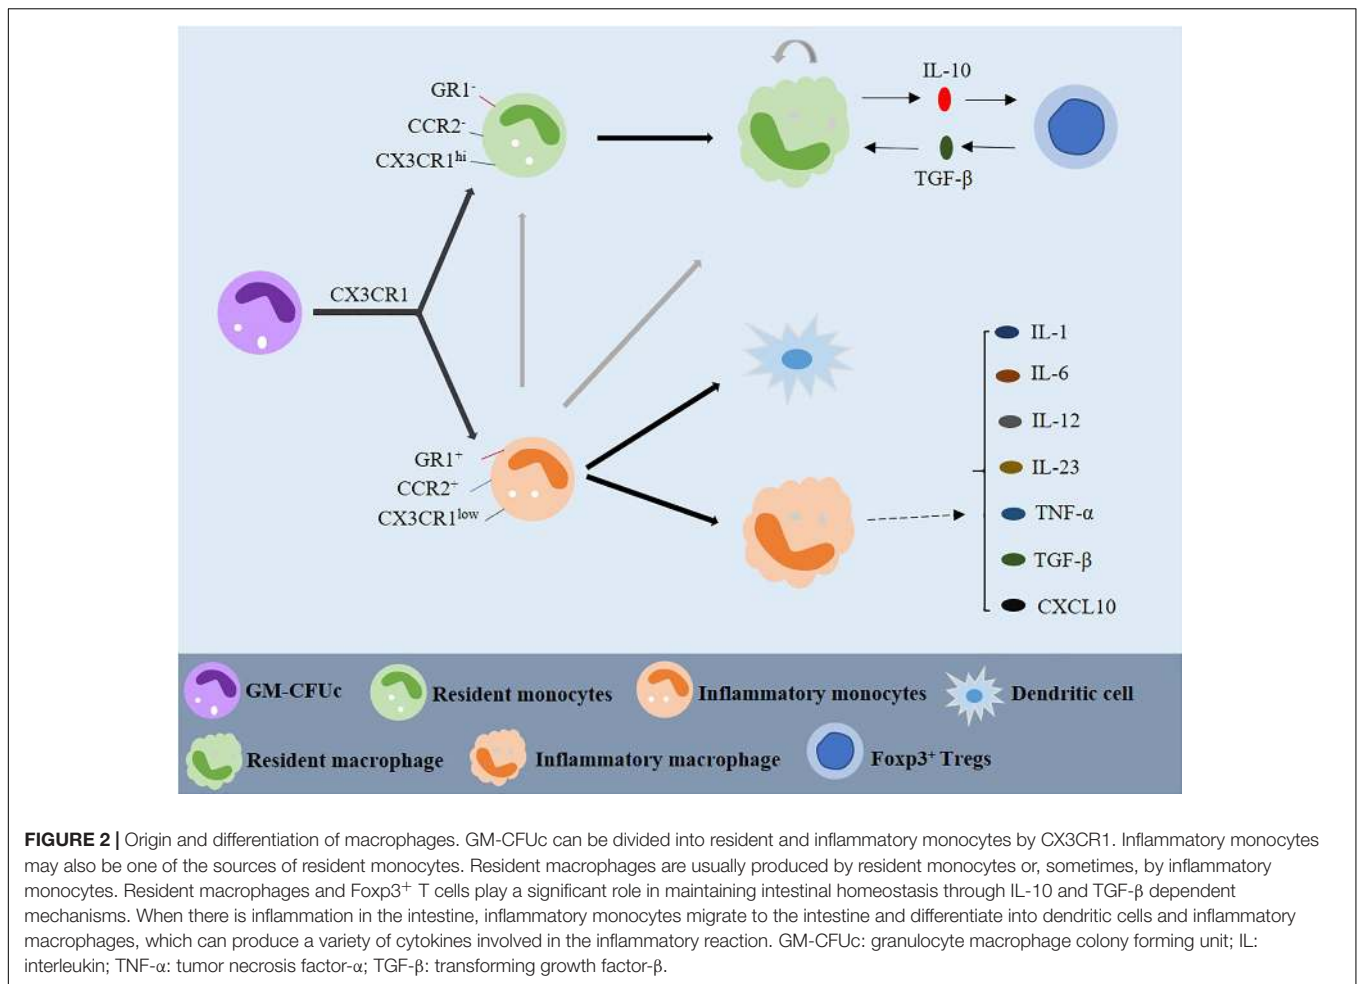 GR1-
CCR2-
CX3CR1hi
IL-10
TGF-β
CX3CR1
GR1+
CCR2+
CX3CR1low
IL-1
IL-6
IL-12
IL-23
TNF-α
TGF-β
CXCL10
GM-CFUc
Resident monocytes
Inflammatory monocytes
Dendritic cell
Resident macrophage
Inflammatory macrophage
Foxp3+ Tregs
FIGURE 2 | Origin and differentiation of macrophages. GM-CFUc can be divided into resident and inflammatory monocytes by CX3CR1. Inflammatory monocytes
may also be one of the sources of resident monocytes. Resident macrophages are usually produced by resident monocytes or, sometimes, by inflammatory
monocytes. Resident macrophages and Foxp3+ T cells play a significant role in maintaining intestinal homeostasis through IL-10 and TGF-β dependent
mechanisms. When there is inflammation in the intestine, inflammatory monocytes migrate to the intestine and differentiate into dendritic cells and inflammatory
macrophages, which can produce a variety of cytokines involved in the inflammatory reaction. GM-CFUc: granulocyte macrophage colony forming unit; IL:
interleukin; TNF-α: tumor necrosis factor-α; TGF-β: transforming growth factor-β.